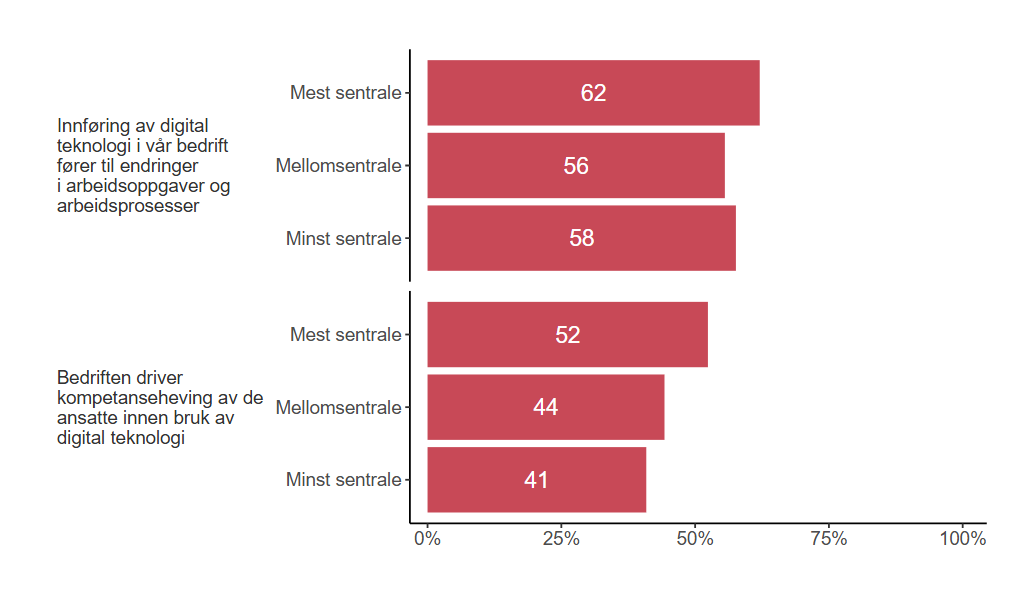 Innføring av digital
teknologi i vår bedrift
fører til endringer
i arbeidsoppgaver og
arbeidsprosesser
Mest sentrale
62
Mellomsentrale
56
Minst sentrale
58
Bedriften driver
kompetanseheving av de
ansatte innen bruk av
digital teknologi
Mest sentrale
52
Mellomsentrale
44
Minst sentrale
41
0% 25% 50% 75% 100%